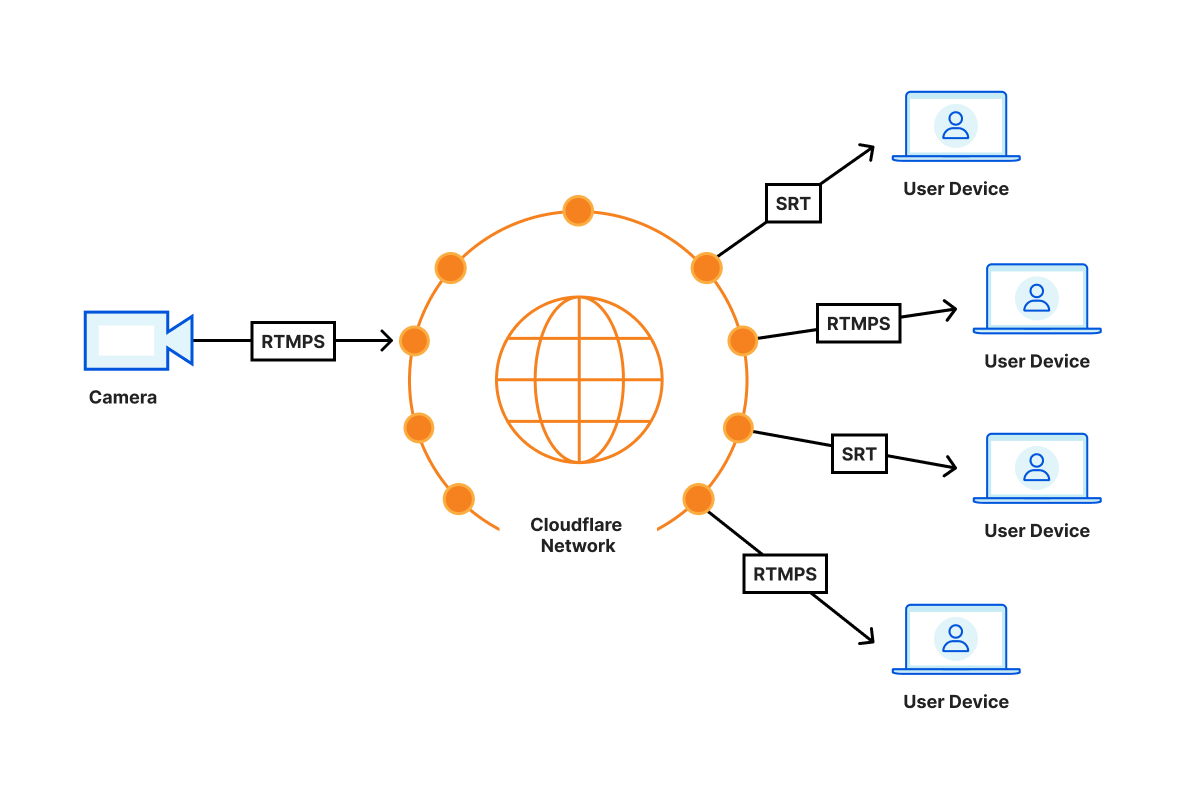 Camera
RTMPS
Cloudflare
Network
SRT
User Device
RTMPS
User Device
SRT
User Device
RTMPS
User Device